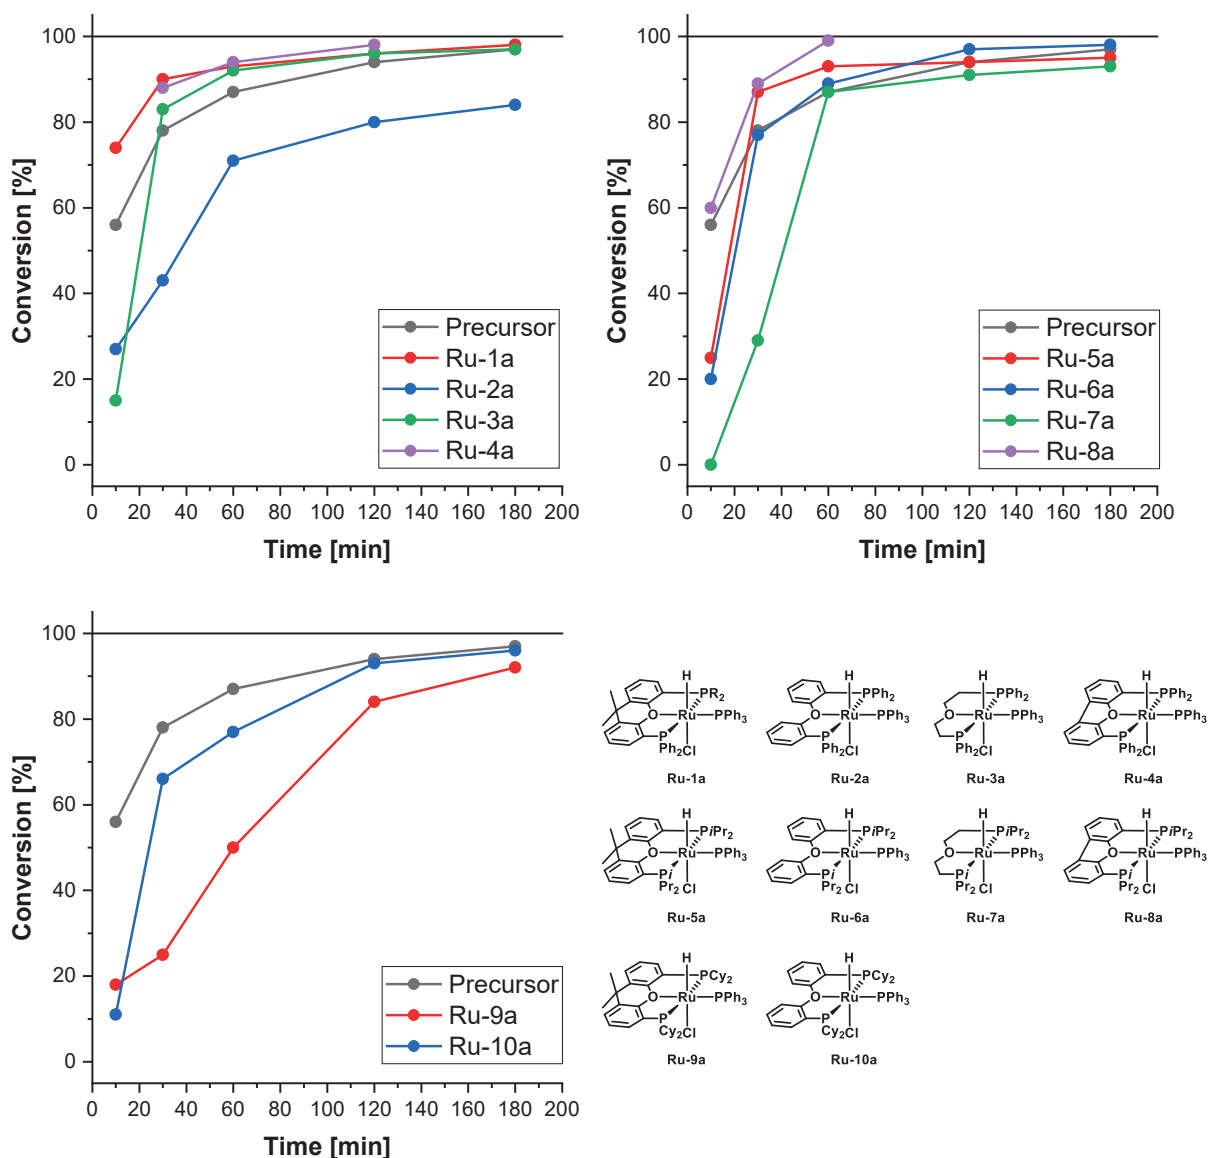 100
80
60
40
20
0
Conversion [%]
Precursor
Ru-1a
Ru-2a
Ru-3a
Ru-4a
0 20 40 60 80 100 120 140 160 180 200
Time [min]
100
80
60
40
20
0
Conversion [%]
Precursor
Ru-5a
Ru-6a
Ru-7a
Ru-8a
0 20 40 60 80 100 120 140 160 180 200
Time [min]
100
80
60
40
20
0
Conversion [%]
Precursor
Ru-9a
Ru-10a
0 20 40 60 80 100 120 140 160 180 200
Time [min]
H
PR2
O Ru PPh3
P
Ph2Cl
Ru-1a
H
PPh2
O Ru PPh3
P
Ph2Cl
Ru-2a
H
PPh2
O Ru PPh3
P
Ph2Cl
Ru-3a
H
PPh2
O Ru PPh3
P
Ph2Cl
Ru-4a
H
PiPr2
O Ru PPh3
Pi
Pr2 Cl
Ru-5a
H
PiPr2
O Ru PPh3
Pi
Pr2 Cl
Ru-6a
H
PiPr2
O Ru PPh3
Pi
Pr2 Cl
Ru-7a
H
PiPr2
O Ru PPh3
Pi
Pr2 Cl
Ru-8a
H
PCy2
O Ru PPh3
P
Cy2Cl
Ru-9a
H
PCy2
O Ru PPh3
P
Cy2Cl
Ru-10a